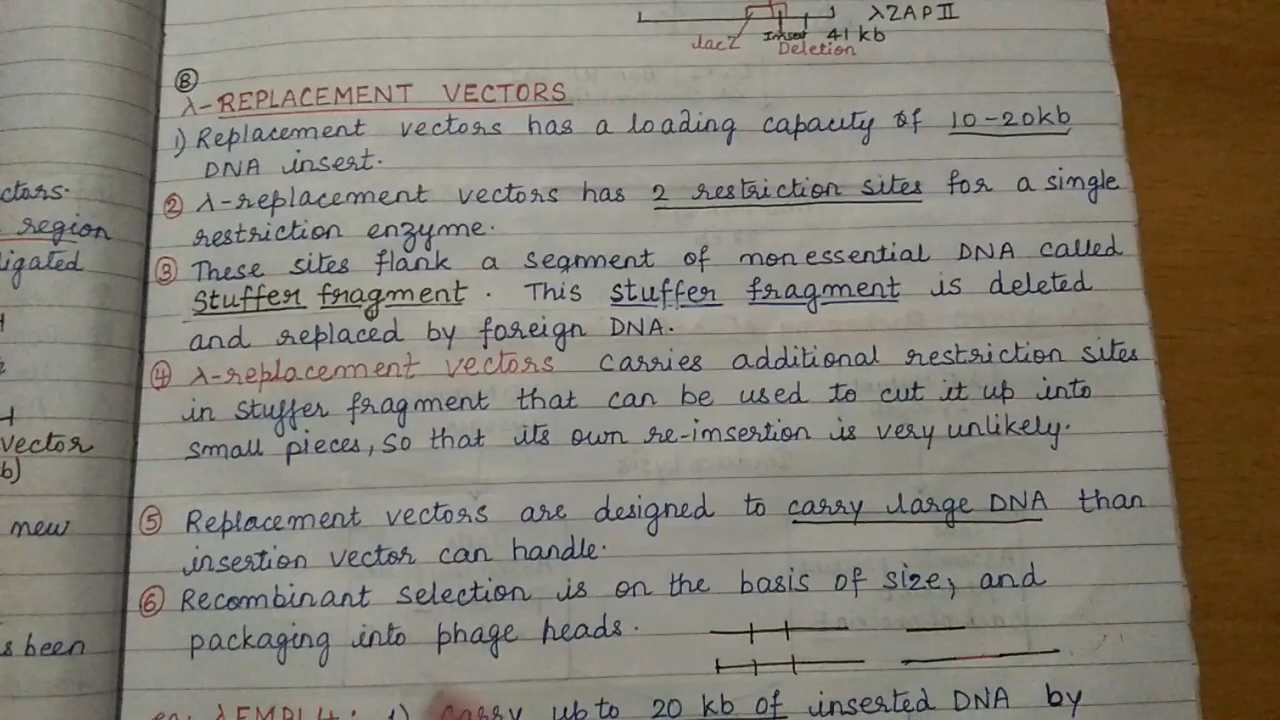 λZAP II
lacZ Insert 41 kb
Deletion
Ⓑ
λ-REPLACEMENT VECTORS
1) Replacement vectors has a loading capacity of 10-20kb
DNA insert.
② λ-replacement vectors has 2 restriction sites for a single
restriction enzyme.
③ These sites flank a segment of nonessential DNA called
stuffer fragment. This stuffer fragment is deleted
and replaced by foreign DNA.
④ λ-replacement vectors carries additional restriction sites
in stuffer fragment that can be used to cut it up into
small pieces, so that its own re-insertion is very unlikely.
⑤ Replacement vectors are designed to carry large DNA than
insertion vector can handle.
⑥ Recombinant selection is on the basis of size, and
packaging into phage heads.
eg: λEMBL4: 1) carry up to 20 kb of inserted DNA by
ctors.
region
igated
vector
b)
new
s been